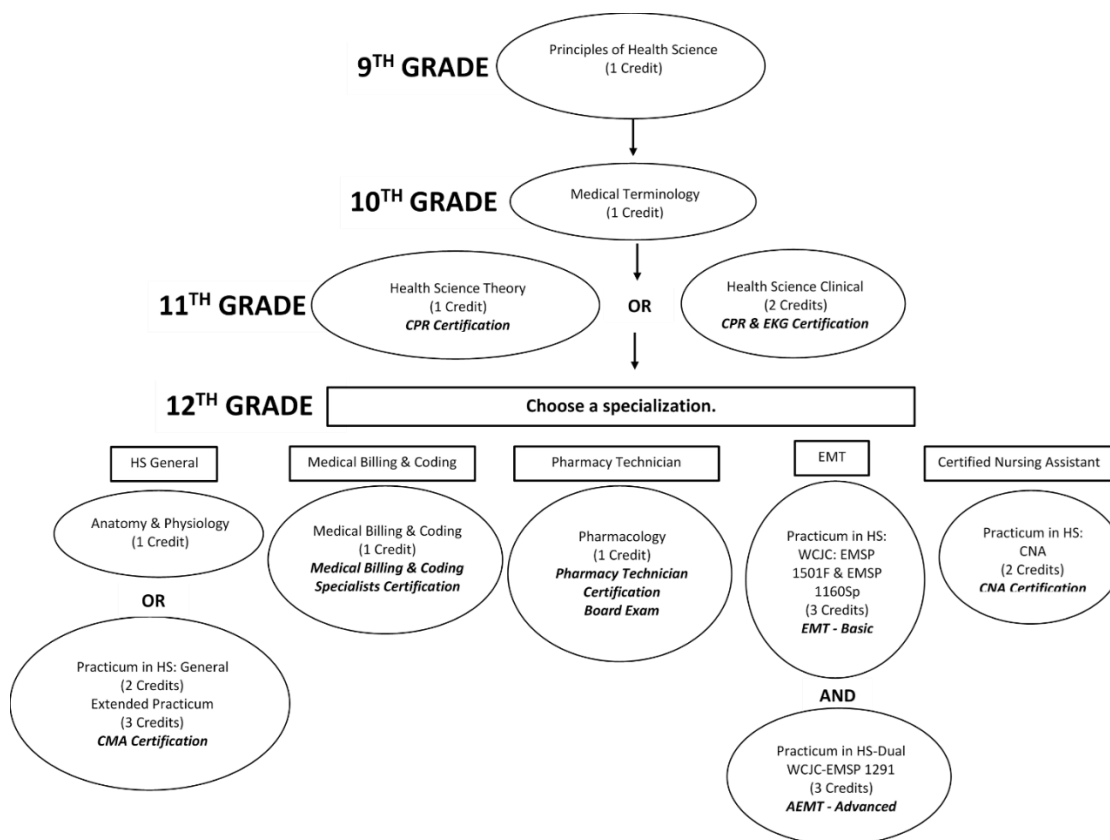 9TH GRADE
Principles of Health Science
(1 Credit)
10TH GRADE
Medical Terminology
(1 Credit)
11TH GRADE
Health Science Theory
(1 Credit)
CPR Certification
OR
Health Science Clinical
(2 Credits)
CPR & EKG Certification
12TH GRADE
Choose a specialization.
HS General
Medical Billing & Coding
Pharmacy Technician
EMT
Certified Nursing Assistant
Anatomy & Physiology
(1 Credit)
OR
Practicum in HS: General
(2 Credits)
Extended Practicum
(3 Credits)
CMA Certification
Medical Billing & Coding
(1 Credit)
Medical Billing & Coding
Specialists Certification
Pharmacology
(1 Credit)
Pharmacy Technician
Certification
Board Exam
Practicum in HS:
WCJC: EMSP
1501F & EMSP
1160Sp
(3 Credits)
EMT - Basic
AND
Practicum in HS-Dual
WCJC-EMSP 1291
(3 Credits)
AEMT - Advanced
Practicum in HS:
CNA
(2 Credits)
CNA Certification